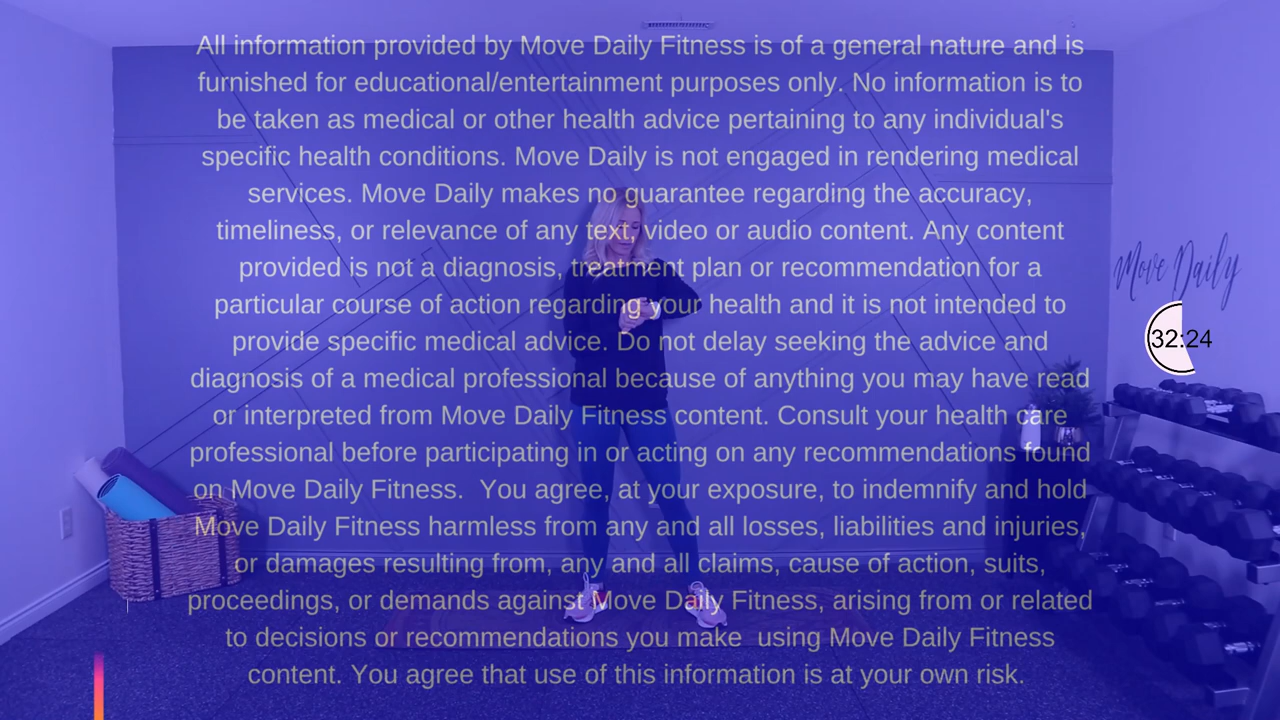 All information provided by Move Daily Fitness is of a general nature and is
furnished for educational/entertainment purposes only. No information is to
be taken as medical or other health advice pertaining to any individual's
specific health conditions. Move Daily is not engaged in rendering medical
services. Move Daily makes no guarantee regarding the accuracy,
timeliness, or relevance of any text, video or audio content. Any content
provided is not a diagnosis, treatment plan or recommendation for a
particular course of action regarding your health and it is not intended to
provide specific medical advice. Do not delay seeking the advice and
diagnosis of a medical professional because of anything you may have read
or interpreted from Move Daily Fitness content. Consult your health care
professional before participating in or acting on any recommendations found
on Move Daily Fitness.  You agree, at your exposure, to indemnify and hold
Move Daily Fitness harmless from any and all losses, liabilities and injuries,
or damages resulting from, any and all claims, cause of action, suits,
proceedings, or demands against Move Daily Fitness, arising from or related
to decisions or recommendations you make  using Move Daily Fitness
content. You agree that use of this information is at your own risk.
Move Daily
32:24